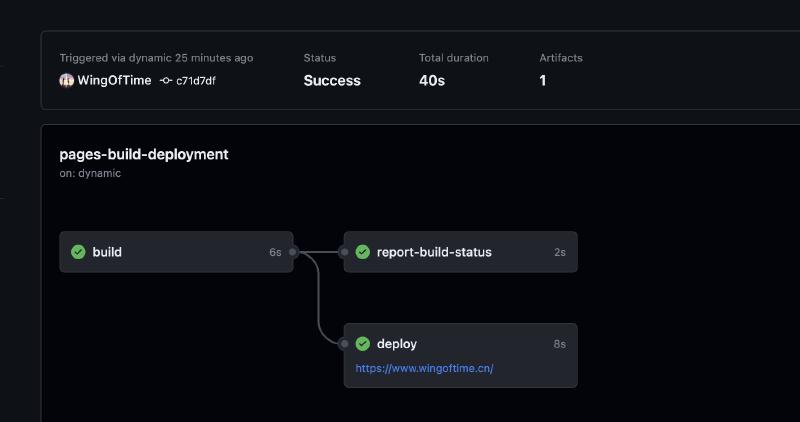 Triggered via dynamic 25 minutes ago
WingOfTime c71d7df
Status
Success
Total duration
40s
Artifacts
1
pages-build-deployment
on: dynamic
build 6s
report-build-status 2s
deploy 8s
https://www.wingoftime.cn/